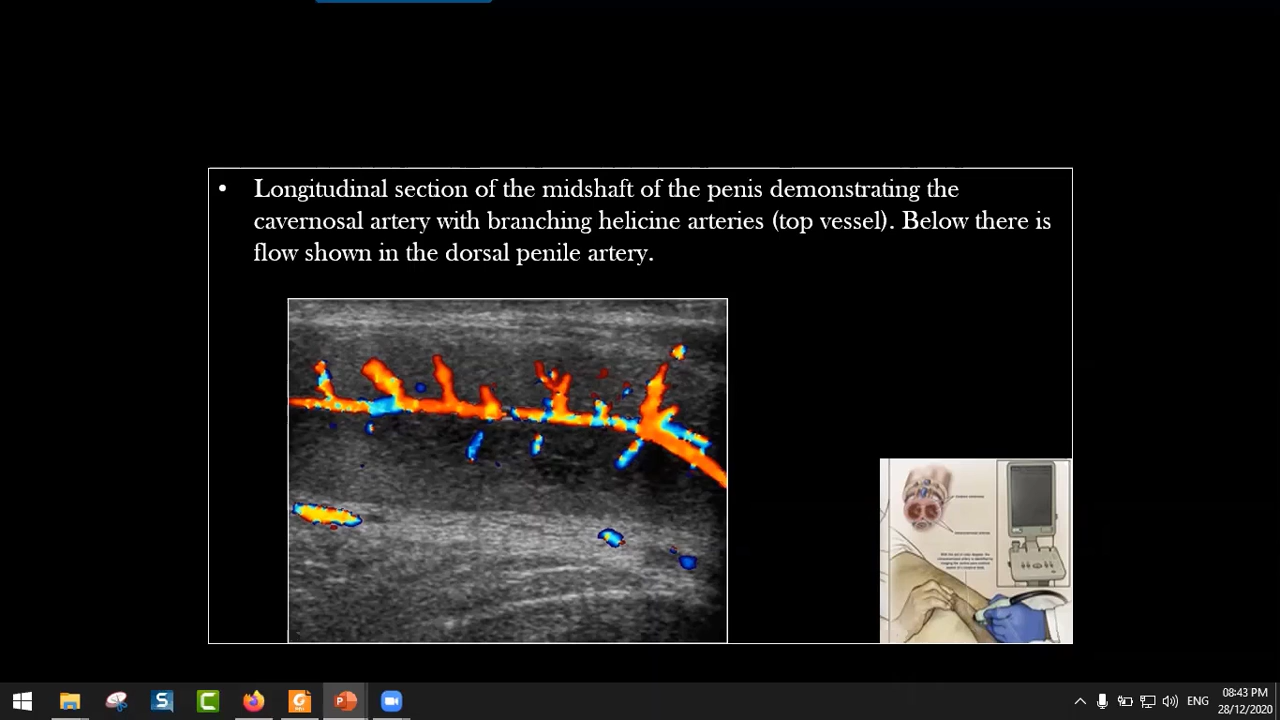 • Longitudinal section of the midshaft of the penis demonstrating the
cavernosal artery with branching helicine arteries (top vessel). Below there is
flow shown in the dorsal penile artery.
08:43 PM
ENG
28/12/2020